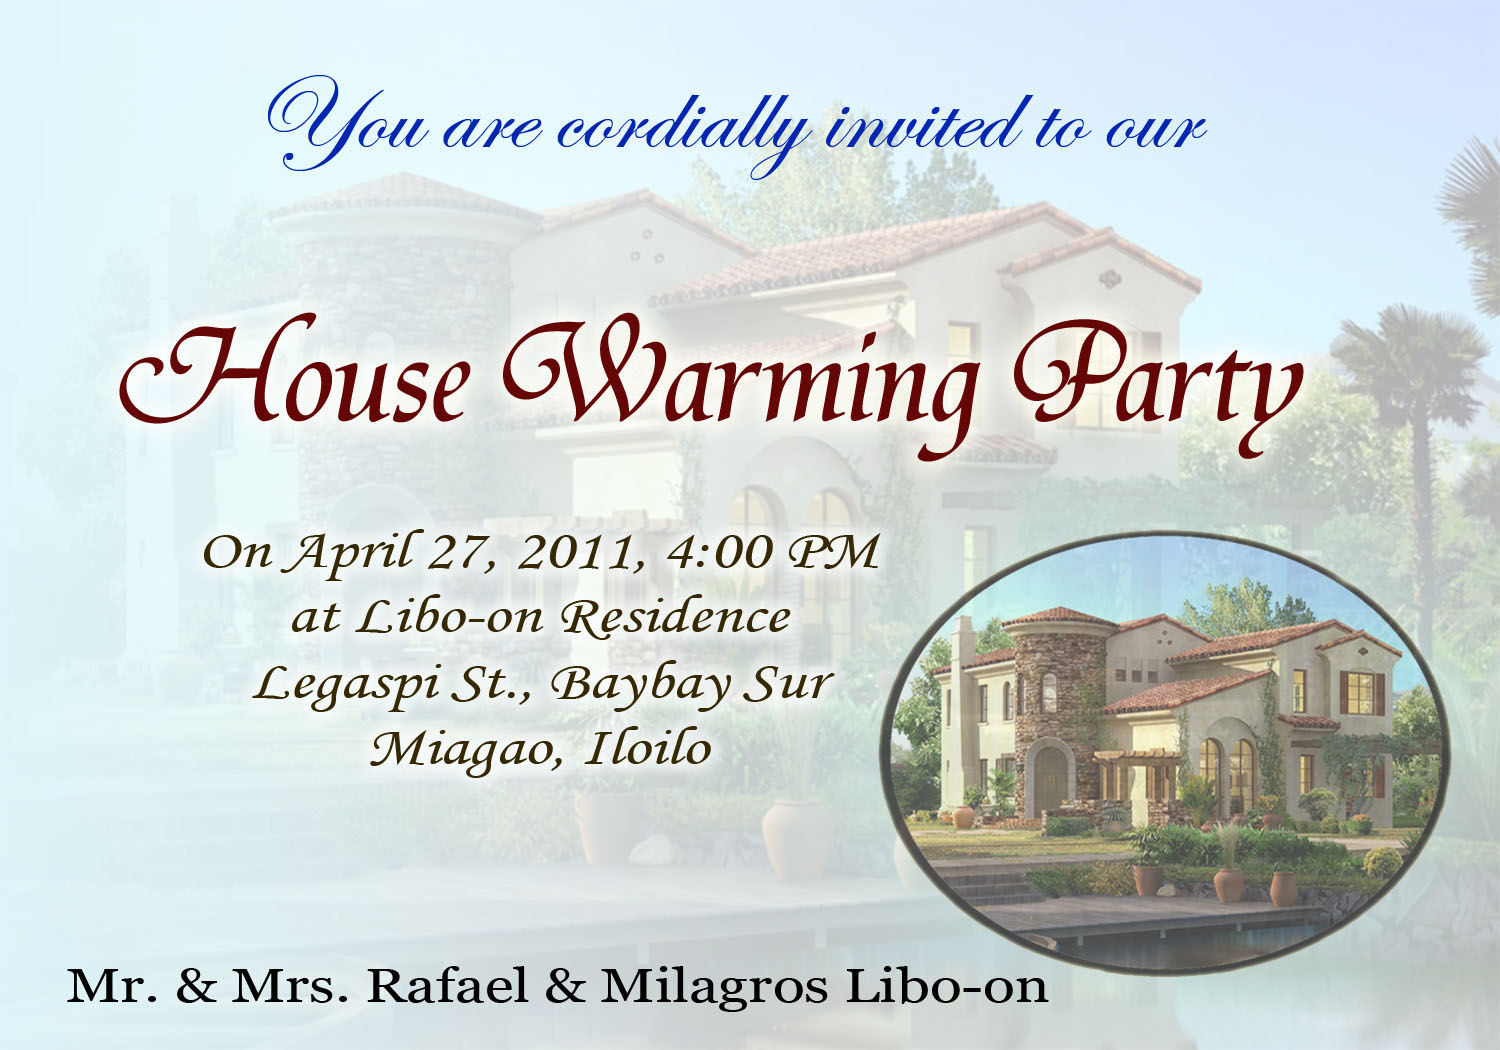 You are cordially invited to our
House Warming Party
On April 27, 2011, 4:00 PM
at Libo-on Residence
Legaspi St., Baybay Sur
Miagao, Iloilo
Mr. & Mrs. Rafael & Milagros Libo-on